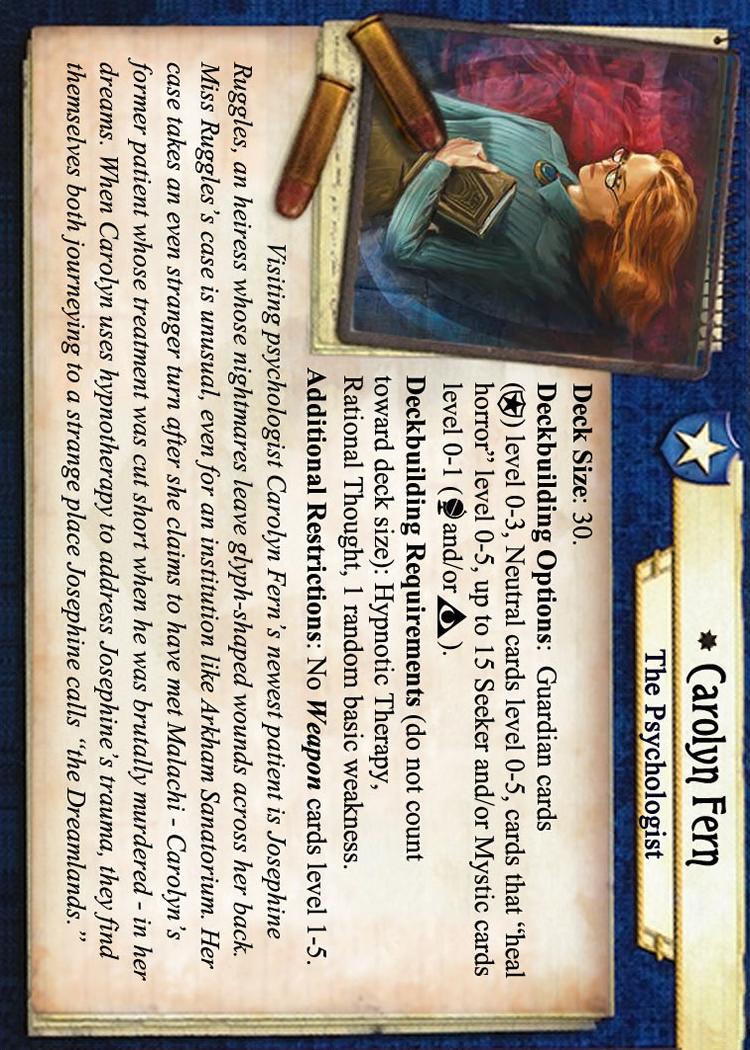 Carolyn Fern
The Psychologist
Deck Size: 30.
Deckbuilding Options: Guardian cards
() level 0-3, Neutral cards level 0-5, cards that “heal
horror” level 0-5, up to 15 Seeker and/or Mystic cards
level 0-1 (and/or ).
Deckbuilding Requirements (do not count
toward deck size): Hypnotic Therapy,
Rational Thought, 1 random basic weakness.
Additional Restrictions: No Weapon cards level 1-5.
Visiting psychologist Carolyn Fern’s newest patient is Josephine
Ruggles, an heiress whose nightmares leave glyph-shaped wounds across her back.
Miss Ruggles’s case is unusual, even for an institution like Arkham Sanatorium. Her
case takes an even stranger turn after she claims to have met Malachi - Carolyn’s
former patient whose treatment was cut short when he was brutally murdered - in her
dreams. When Carolyn uses hypnotherapy to address Josephine’s trauma, they find
themselves both journeying to a strange place Josephine calls “the Dreamlands.”